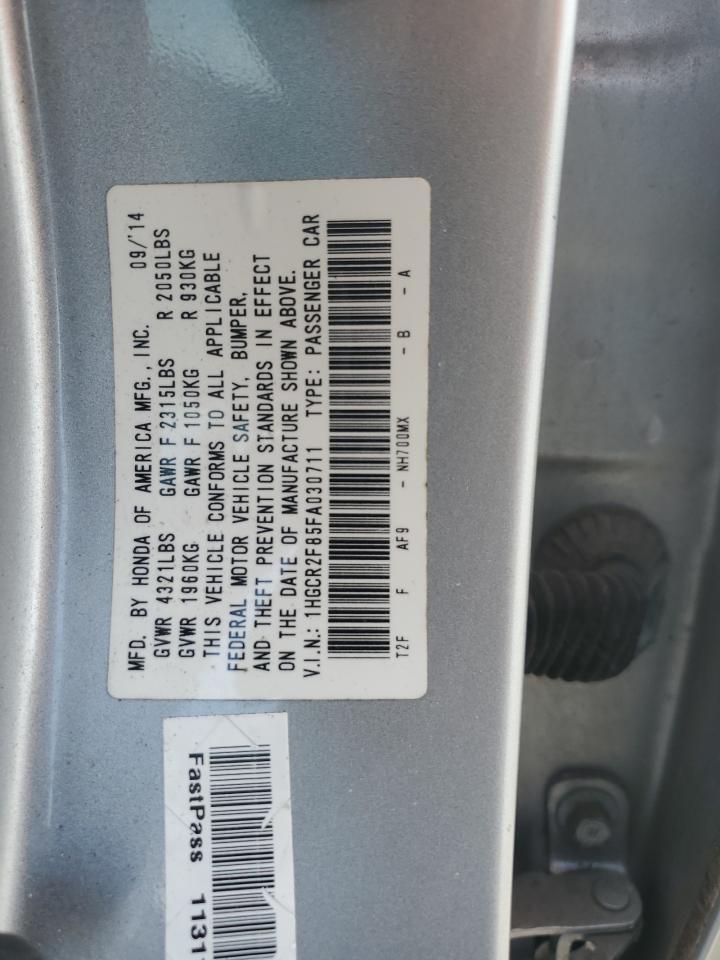 MFD. BY HONDA OF AMERICA MFG., INC. 09/'14
GVWR 4321LBS GAWR F 2315LBS R 2050LBS
GVWR 1960KG GAWR F 1050KG R 930KG
THIS VEHICLE CONFORMS TO ALL APPLICABLE
FEDERAL MOTOR VEHICLE SAFETY, BUMPER,
AND THEFT PREVENTION STANDARDS IN EFFECT
ON THE DATE OF MANUFACTURE SHOWN ABOVE.
V.I.N.: 1HGCR2F85FA030711 TYPE: PASSENGER CAR
T2F F AF9 - NH700MX - B - A
FastPass 1131